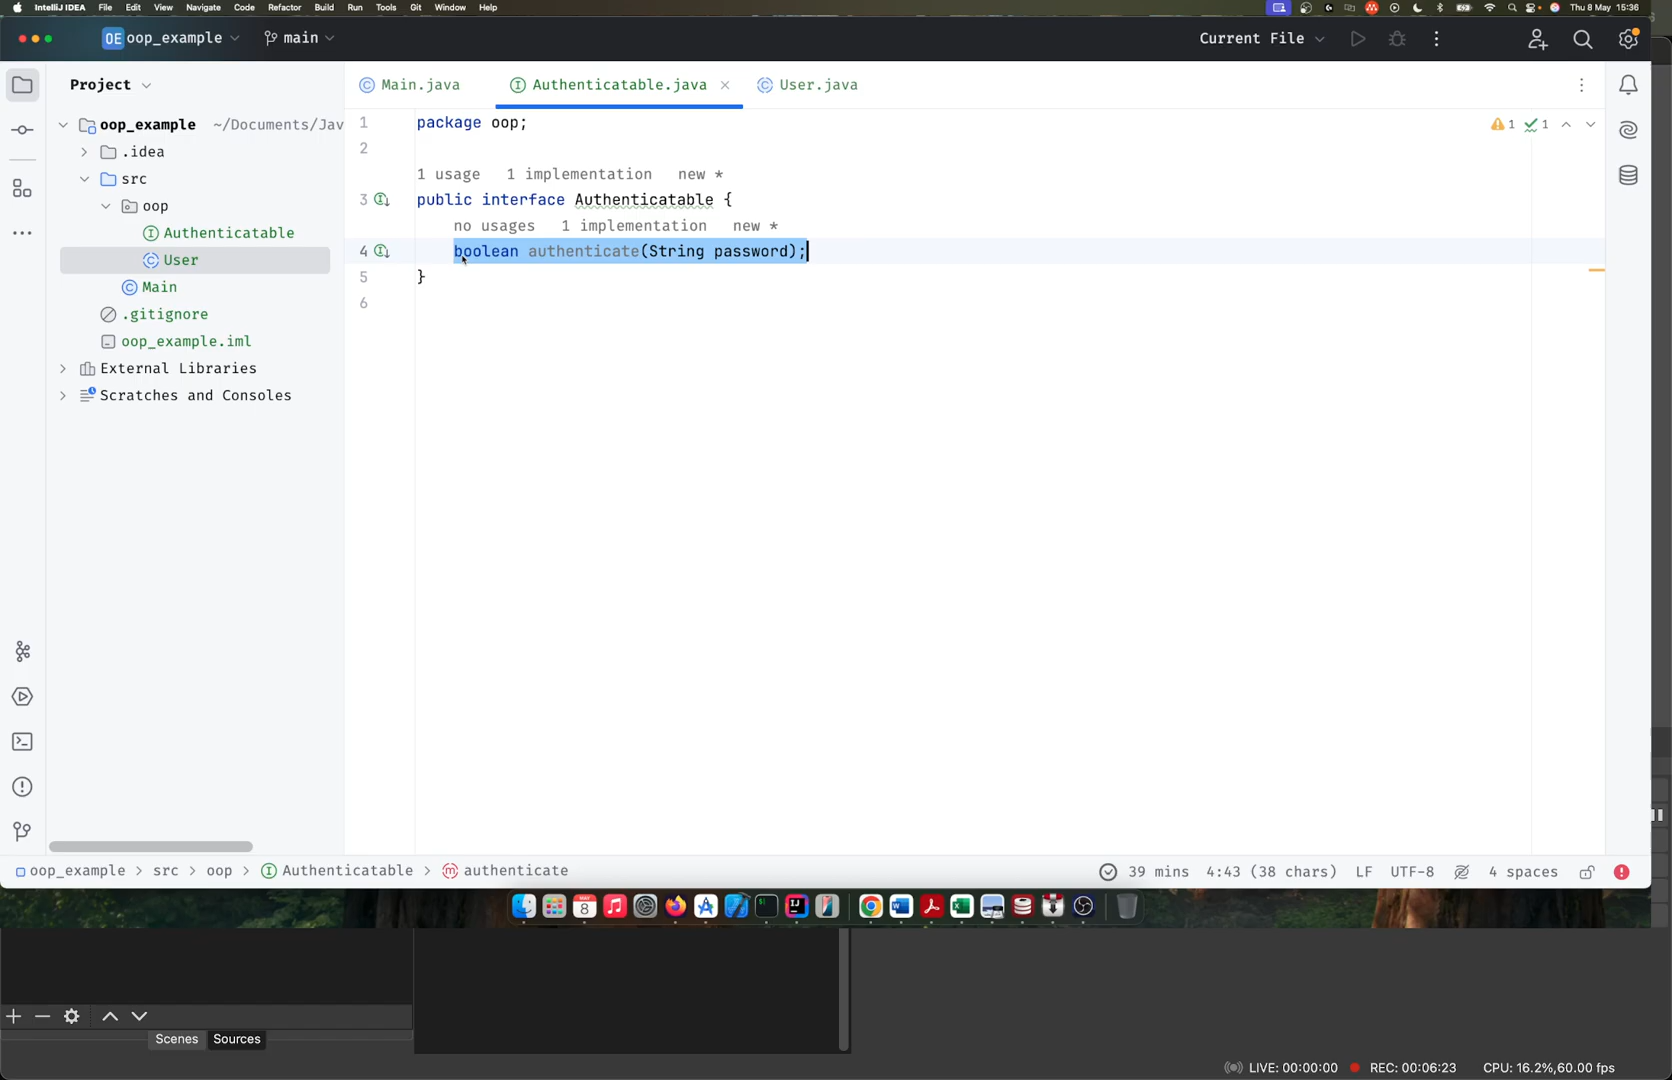 IntelliJ IDEA File Edit View Navigate Code Refactor Build Run Tools Git Window Help Thu 8 May 15:36
OE oop_example main Current File
Project Main.java Authenticatable.java User.java
oop_example ~/Documents/Jav
.idea
src
oop
Authenticatable
User
Main
.gitignore
oop_example.iml
External Libraries
Scratches and Consoles
1 package oop;
2
1 usage 1 implementation new *
3 public interface Authenticatable {
no usages 1 implementation new *
4 boolean authenticate(String password);
5 }
6
1 1
oop_example > src > oop > Authenticatable > authenticate 39 mins 4:43 (38 chars) LF UTF-8 4 spaces
MAY 8
Scenes Sources
LIVE: 00:00:00 REC: 00:06:23 CPU: 16.2%,60.00 fps